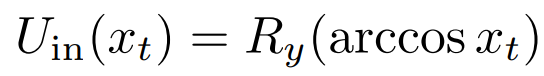 U_in(x_t) = R_y(arccos x_t)